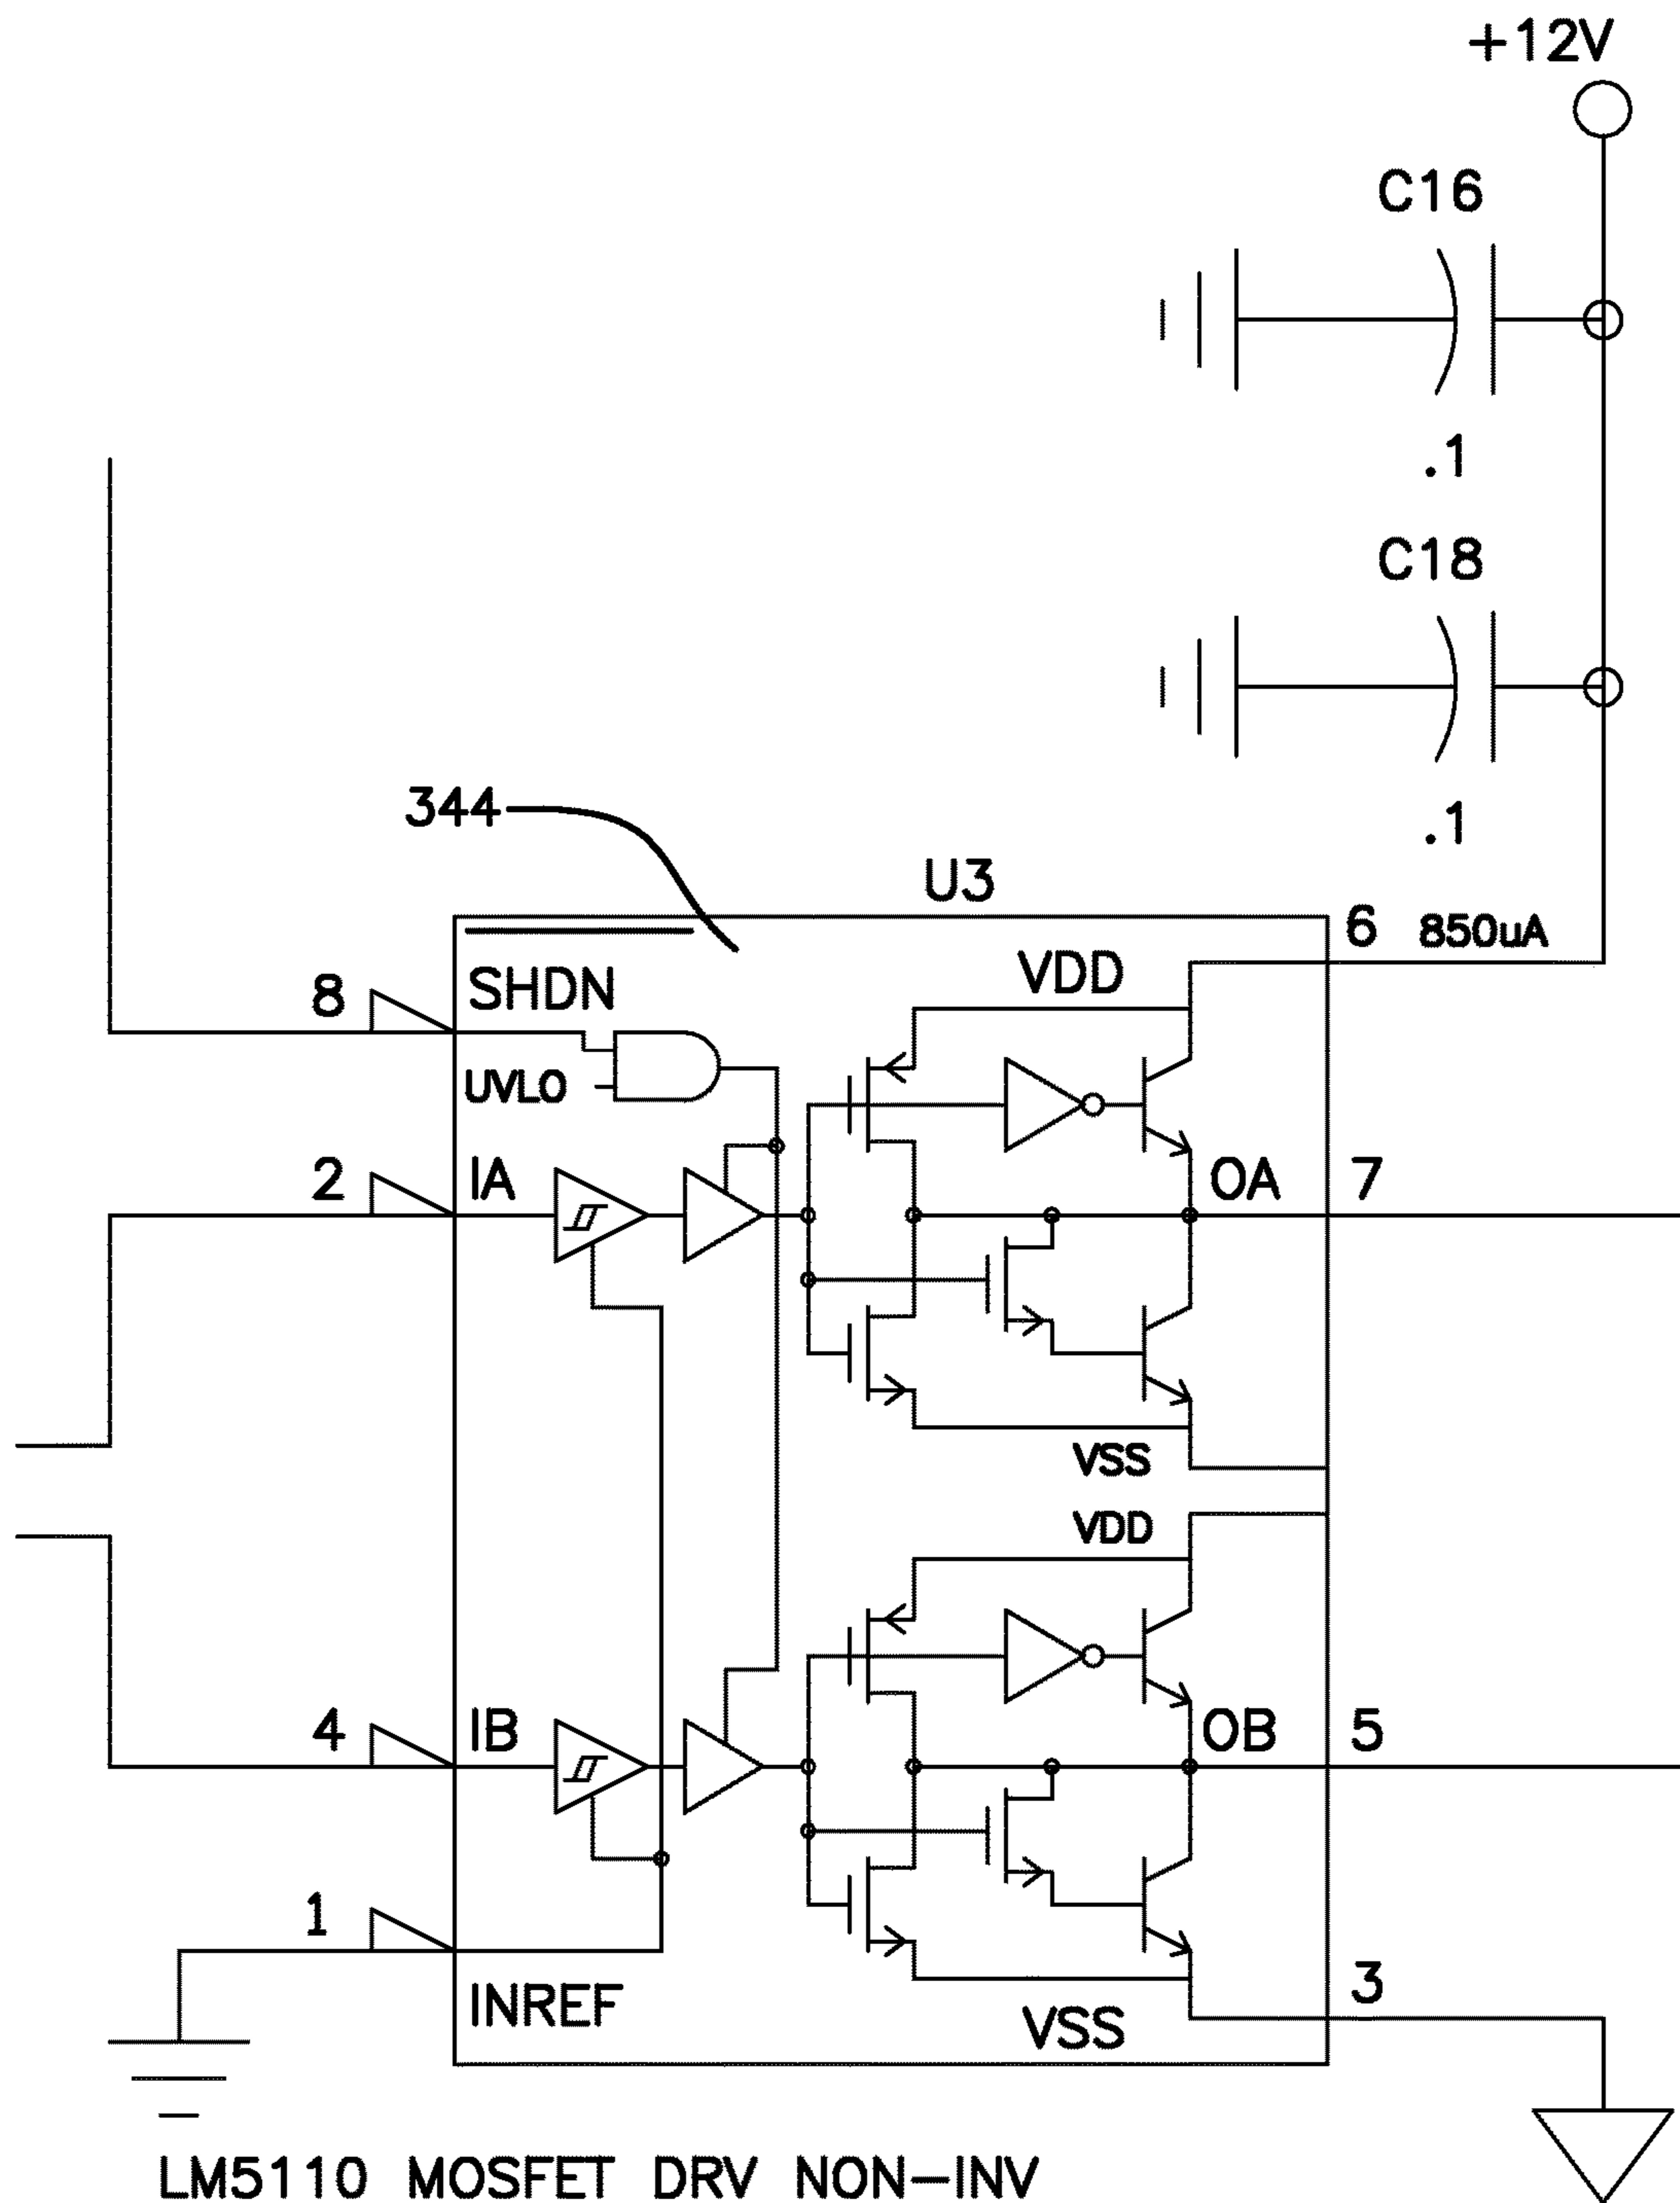 +12V
C16
.1
C18
.1
344
U3
6 850uA
SHDN
VDD
8
UVLO
2 IA
OA 7
VSS
VDD
4 IB
OB 5
1
INREF
3
VSS
LM5110 MOSFET DRV NON-INV